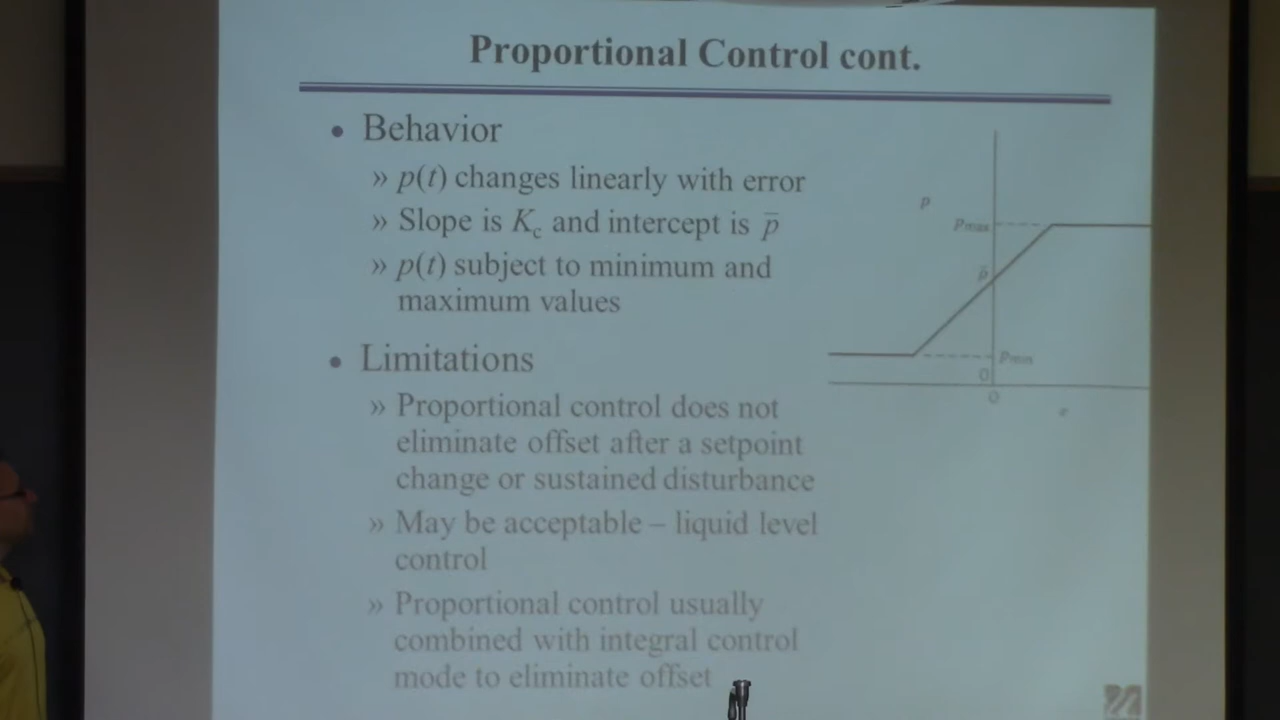 Proportional Control cont.
• Behavior
» p(t) changes linearly with error
» Slope is Kc and intercept is p̄
» p(t) subject to minimum and
maximum values
• Limitations
» Proportional control does not
eliminate offset after a setpoint
change or sustained disturbance
» May be acceptable – liquid level
control
» Proportional control usually
combined with integral control
mode to eliminate offset
p
Pmax
p̄
Pmin
0
0
e